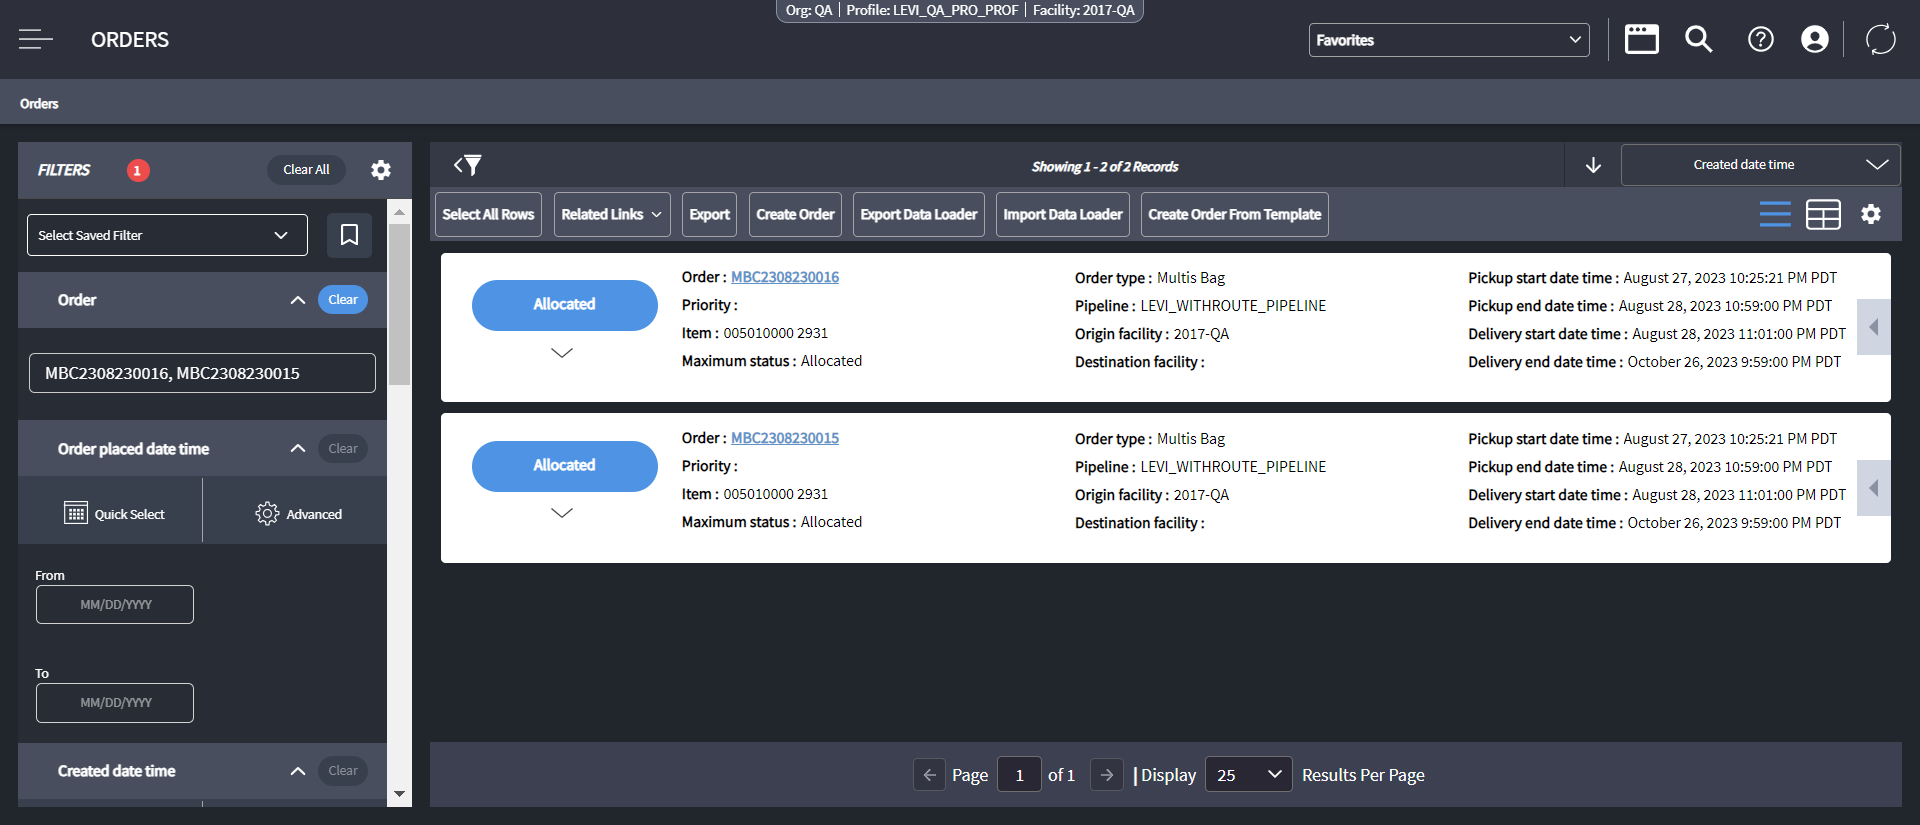 Org: QA | Profile: LEVI_QA_PRO_PROF | Facility: 2017-QA
ORDERS
Favorites
Orders
FILTERS 1 Clear All
Select Saved Filter
Order Clear
MBC2308230016, MBC2308230015
Order placed date time Clear
Quick Select Advanced
From
MM/DD/YYYY
To
MM/DD/YYYY
Created date time Clear
Showing 1 - 2 of 2 Records
Created date time
Select All Rows Related Links Export Create Order Export Data Loader Import Data Loader Create Order From Template
Allocated
Order : MBC2308230016
Priority :
Item : 005010000 2931
Maximum status : Allocated
Order type : Multis Bag
Pipeline : LEVI_WITHROUTE_PIPELINE
Origin facility : 2017-QA
Destination facility :
Pickup start date time : August 27, 2023 10:25:21 PM PDT
Pickup end date time : August 28, 2023 10:59:00 PM PDT
Delivery start date time : August 28, 2023 11:01:00 PM PDT
Delivery end date time : October 26, 2023 9:59:00 PM PDT
Allocated
Order : MBC2308230015
Priority :
Item : 005010000 2931
Maximum status : Allocated
Order type : Multis Bag
Pipeline : LEVI_WITHROUTE_PIPELINE
Origin facility : 2017-QA
Destination facility :
Pickup start date time : August 27, 2023 10:25:21 PM PDT
Pickup end date time : August 28, 2023 10:59:00 PM PDT
Delivery start date time : August 28, 2023 11:01:00 PM PDT
Delivery end date time : October 26, 2023 9:59:00 PM PDT
Page 1 of 1 | Display 25 Results Per Page